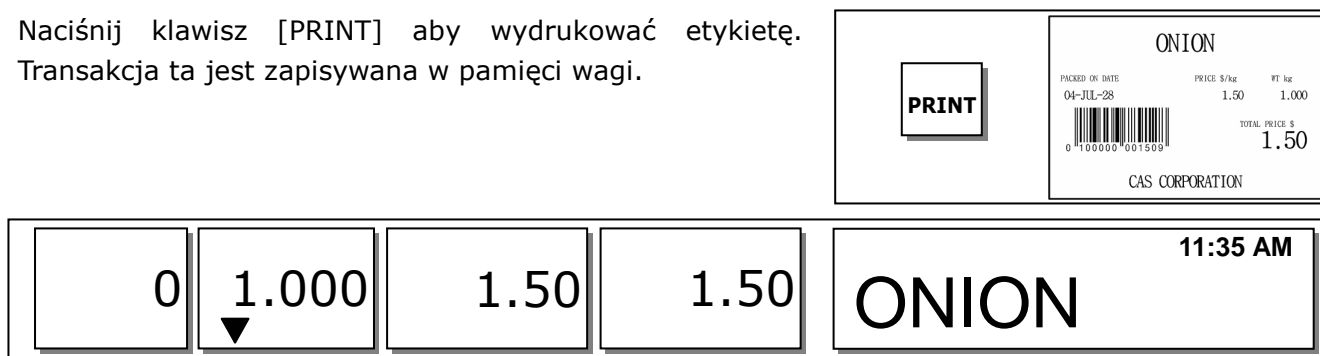 Naciśnij klawisz [PRINT] aby wydrukować etykietę.
Transakcja ta jest zapisywana w pamięci wagi.
PRINT
ONION
PACKED ON DATE PRICE $/kg WT kg
04-JUL-28 1.50 1.000
TOTAL PRICE $
1.50
0 100000 001509
CAS CORPORATION
0 1.000 1.50 1.50
11:35 AM
ONION